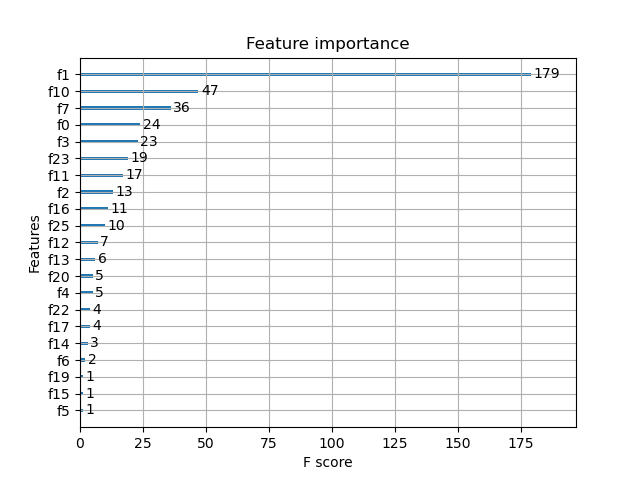 Feature importance
f1 179
f10 47
f7 36
f0 24
f3 23
f23 19
f11 17
f2 13
f16 11
f25 10
f12 7
f13 6
f20 5
f4 5
f22 4
f17 4
f14 3
f6 2
f19 1
f15 1
f5 1
Features
0 25 50 75 100 125 150 175
F score